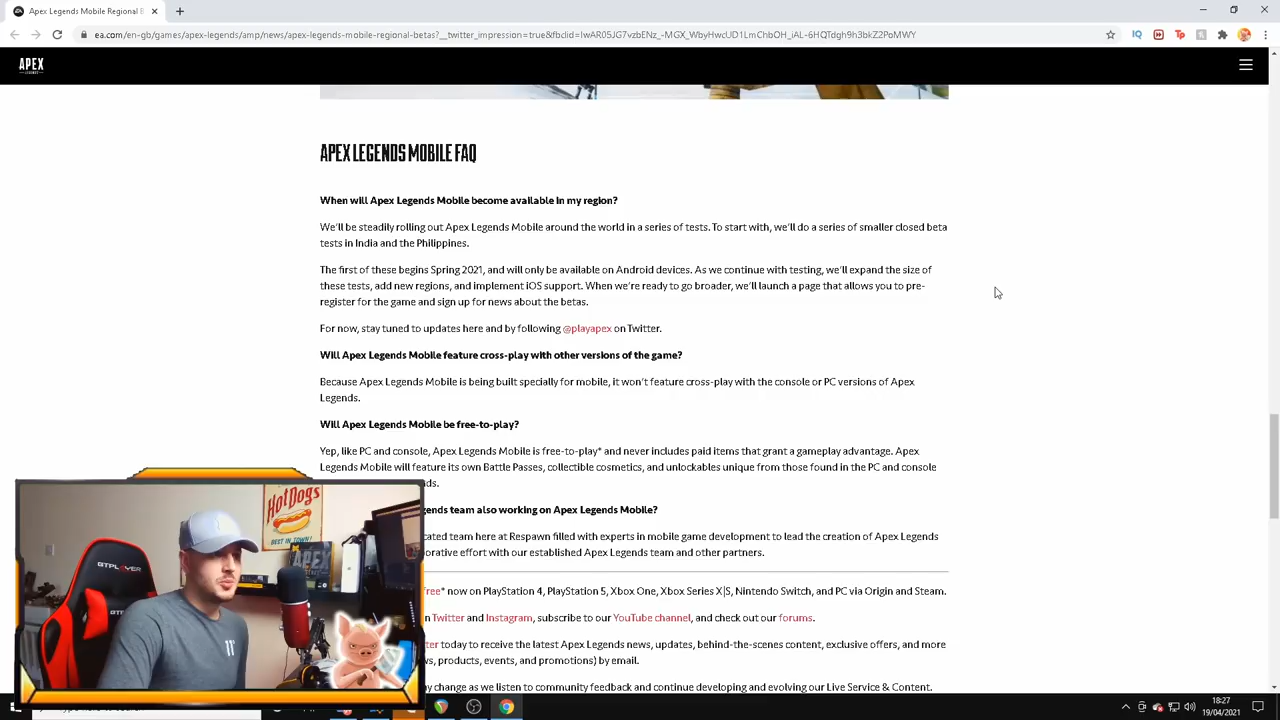 Apex Legends Mobile Regional B
ea.com/en-gb/games/apex-legends/amp/news/apex-legends-mobile-regional-betas?__twitter_impression=true&fbclid=IwAR05JG7vzbENz_-MGX_WbyHwcUD1LmChbQH_iAL-6HQTdgh9h3bkZ2PoMWY
APEX
APEX LEGENDS MOBILE FAQ
When will Apex Legends Mobile become available in my region?
We'll be steadily rolling out Apex Legends Mobile around the world in a series of tests. To start with, we'll do a series of smaller closed beta
tests in India and the Philippines.
The first of these begins Spring 2021, and will only be available on Android devices. As we continue with testing, we'll expand the size of
these tests, add new regions, and implement iOS support. When we're ready to go broader, we'll launch a page that allows you to pre-
register for the game and sign up for news about the betas.
For now, stay tuned to updates here and by following @playapex on Twitter.
Will Apex Legends Mobile feature cross-play with other versions of the game?
Because Apex Legends Mobile is being built specially for mobile, it won't feature cross-play with the console or PC versions of Apex
Legends.
Will Apex Legends Mobile be free-to-play?
Yep, like PC and console, Apex Legends Mobile is free-to-play* and never includes paid items that grant a gameplay advantage. Apex
Legends Mobile will feature its own Battle Passes, collectible cosmetics, and unlockables unique from those found in the PC and console
ds.
gends team also working on Apex Legends Mobile?
cated team here at Respawn filled with experts in mobile game development to lead the creation of Apex Legends
orative effort with our established Apex Legends team and other partners.
free* now on PlayStation 4, PlayStation 5, Xbox One, Xbox Series X|S, Nintendo Switch, and PC via Origin and Steam.
n Twitter and Instagram, subscribe to our YouTube channel, and check out our forums.
tter today to receive the latest Apex Legends news, updates, behind-the-scenes content, exclusive offers, and more
s, products, events, and promotions) by email.
y change as we listen to community feedback and continue developing and evolving our Live Service & Content.
HOT DOGS
BEST IN TOWN!
APEX
GTPLAYER
18:27
19/04/2021